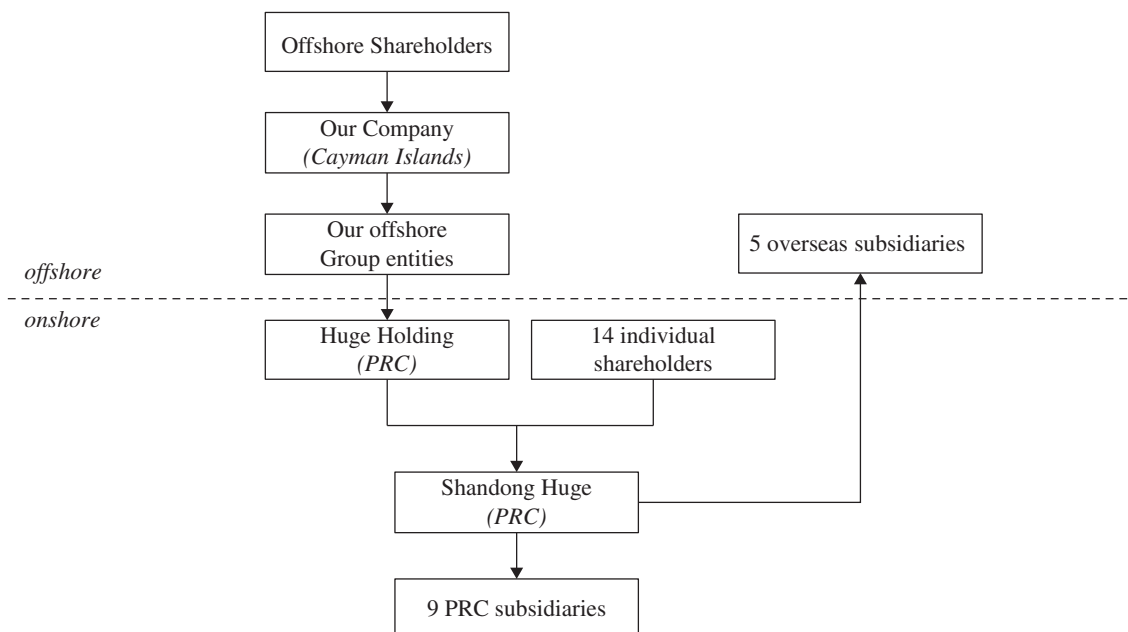 Offshore Shareholders
Our Company
(Cayman Islands)
Our offshore
Group entities
5 overseas subsidiaries
offshore
onshore
Huge Holding
(PRC)
14 individual
shareholders
Shandong Huge
(PRC)
9 PRC subsidiaries